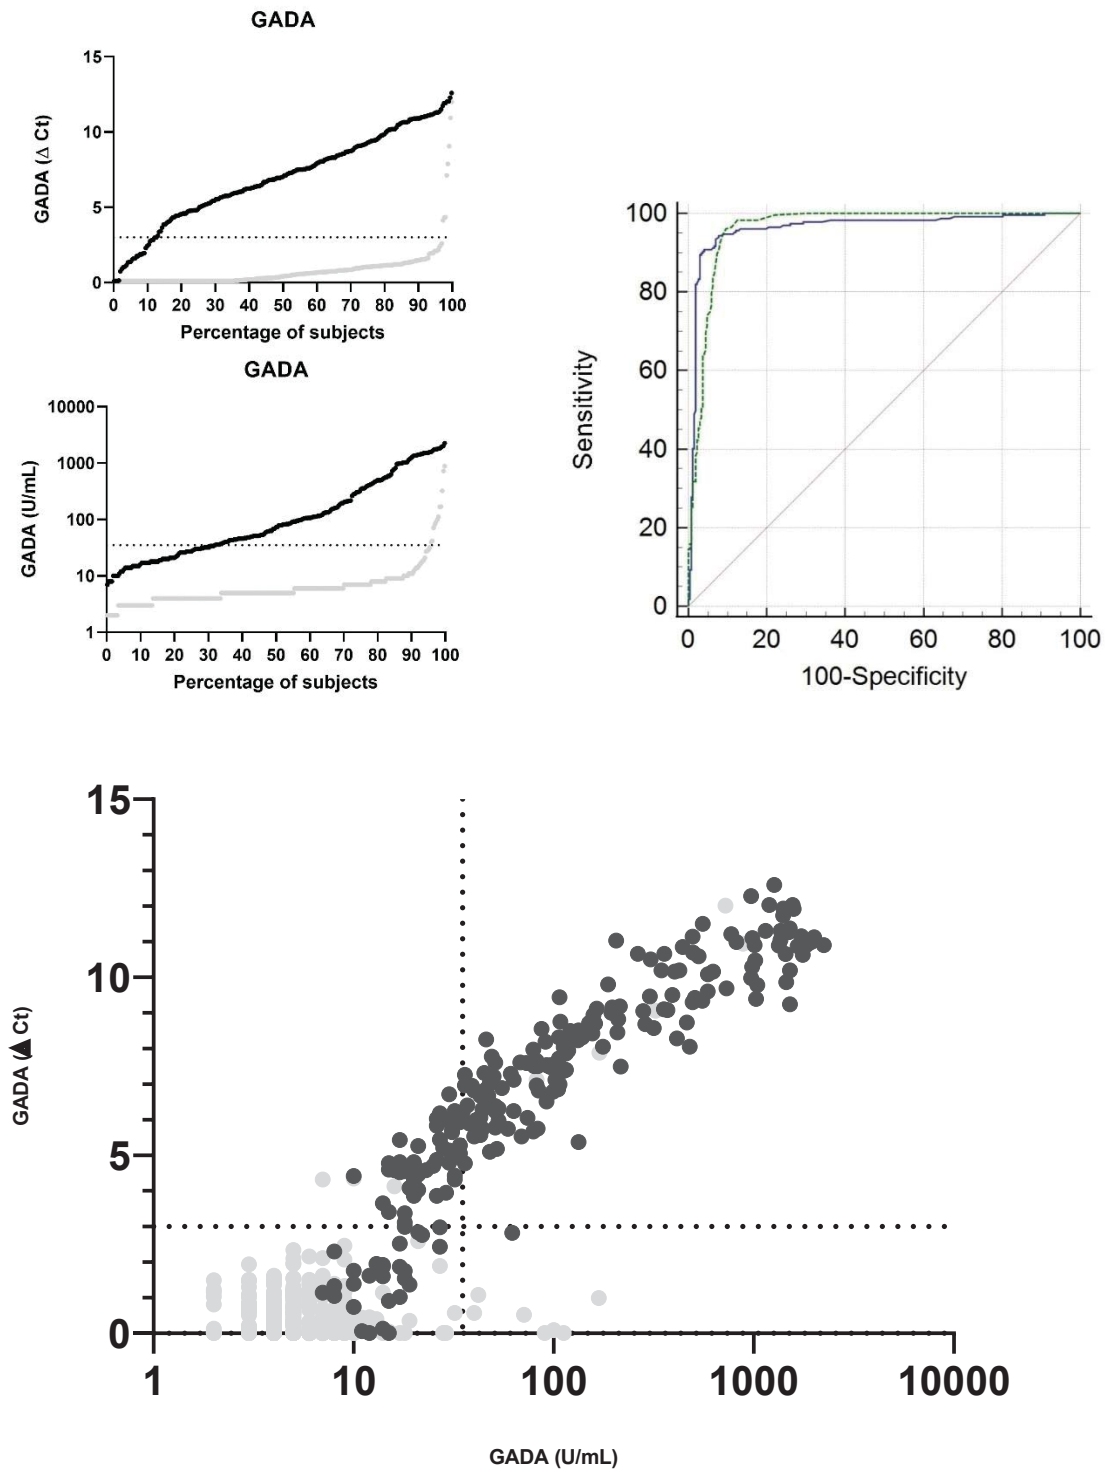 GADA
15
10
5
0
GADA (Δ Ct)
0 10 20 30 40 50 60 70 80 90 100
Percentage of subjects
GADA
10000
1000
100
10
1
GADA (U/mL)
0 10 20 30 40 50 60 70 80 90 100
Percentage of subjects
100
80
60
40
20
0
Sensitivity
0 20 40 60 80 100
100-Specificity
15
10
5
0
GADA (▲ Ct)
1 10 100 1000 10000
GADA (U/mL)